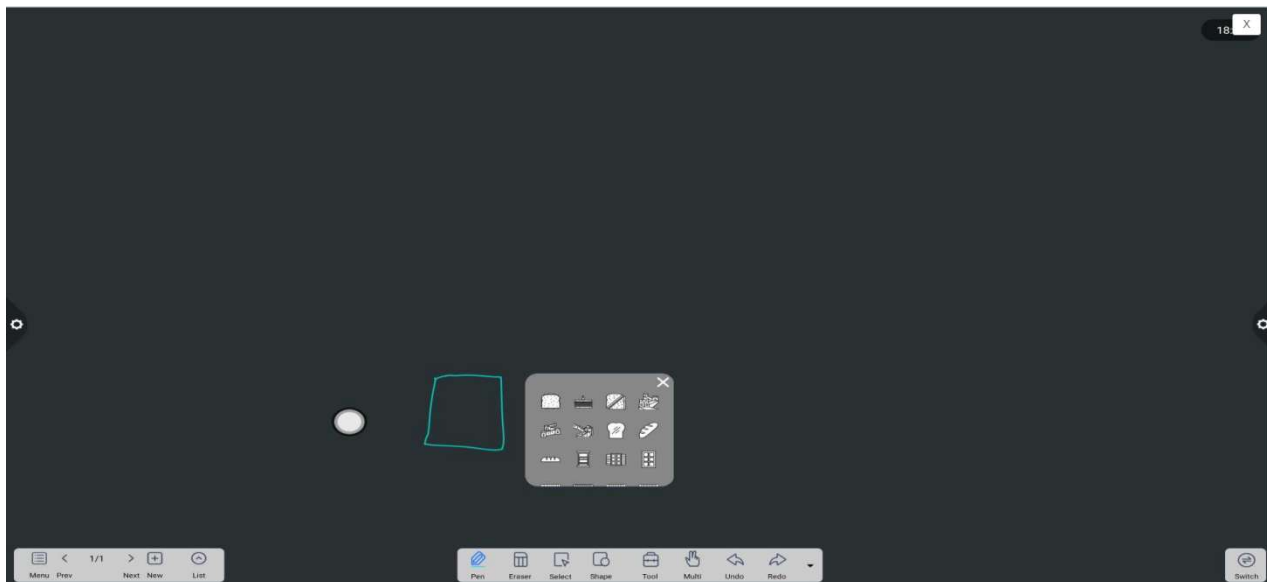 X
18:
1/1
Menu Prev Next New List
Pen Eraser Select Shape Tool Multi Undo Redo
Switch